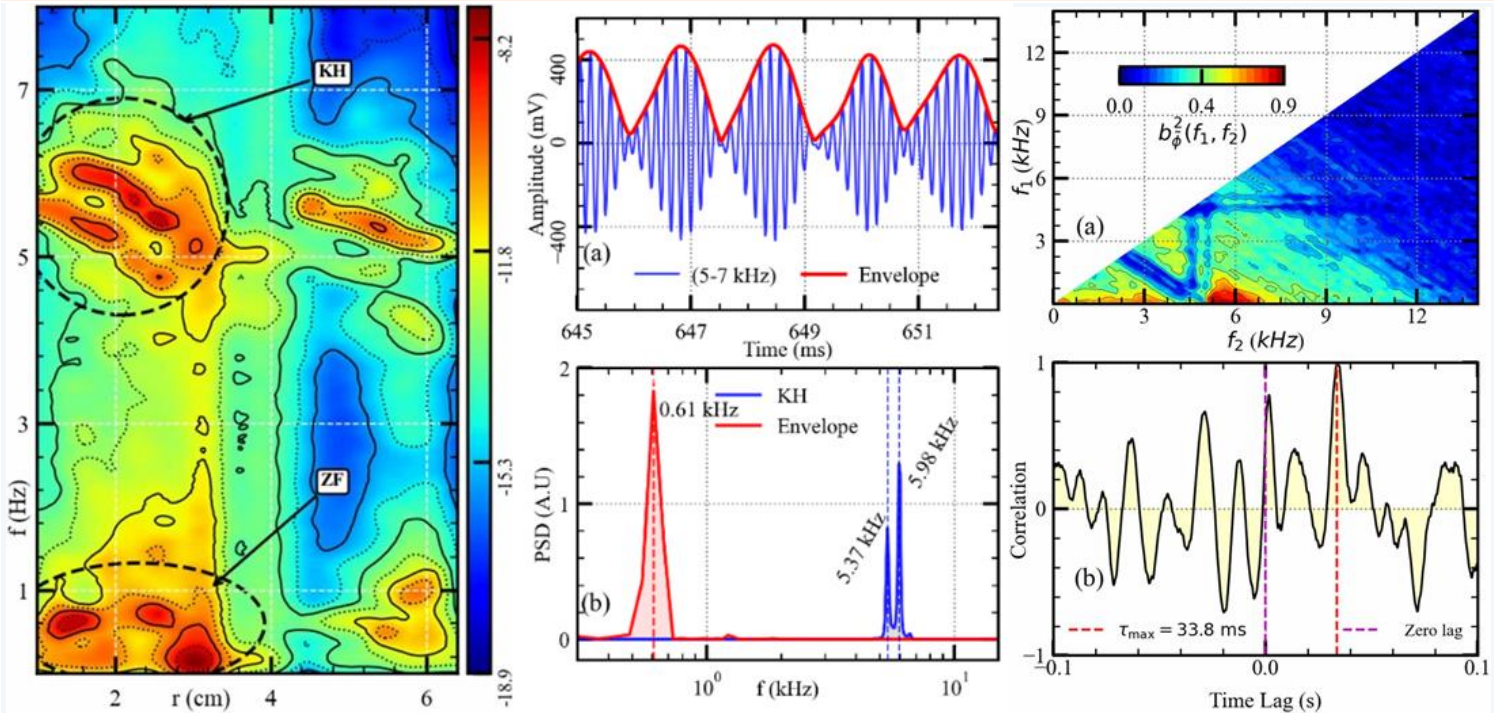 KH
ZF
f (Hz)
7
5
3
1
2
4
6
r (cm)
-8.2
-11.8
-15.3
-18.9
Amplitude (mV)
400
0
−400
(a)
(5-7 kHz)
Envelope
645
647
649
651
Time (ms)
PSD (A.U)
2
1
0
0.61 kHz
KH
Envelope
5.37 kHz
5.98 kHz
(b)
10⁰
10¹
f (kHz)
f₁ (kHz)
12
9
6
3
0.0
0.4
0.9
b²ϕ(f₁, f₂)
(a)
0
3
6
9
12
f₂ (kHz)
Correlation
1
0
−1
(b)
τmax = 33.8 ms
Zero lag
−0.1
0.0
0.1
Time Lag (s)